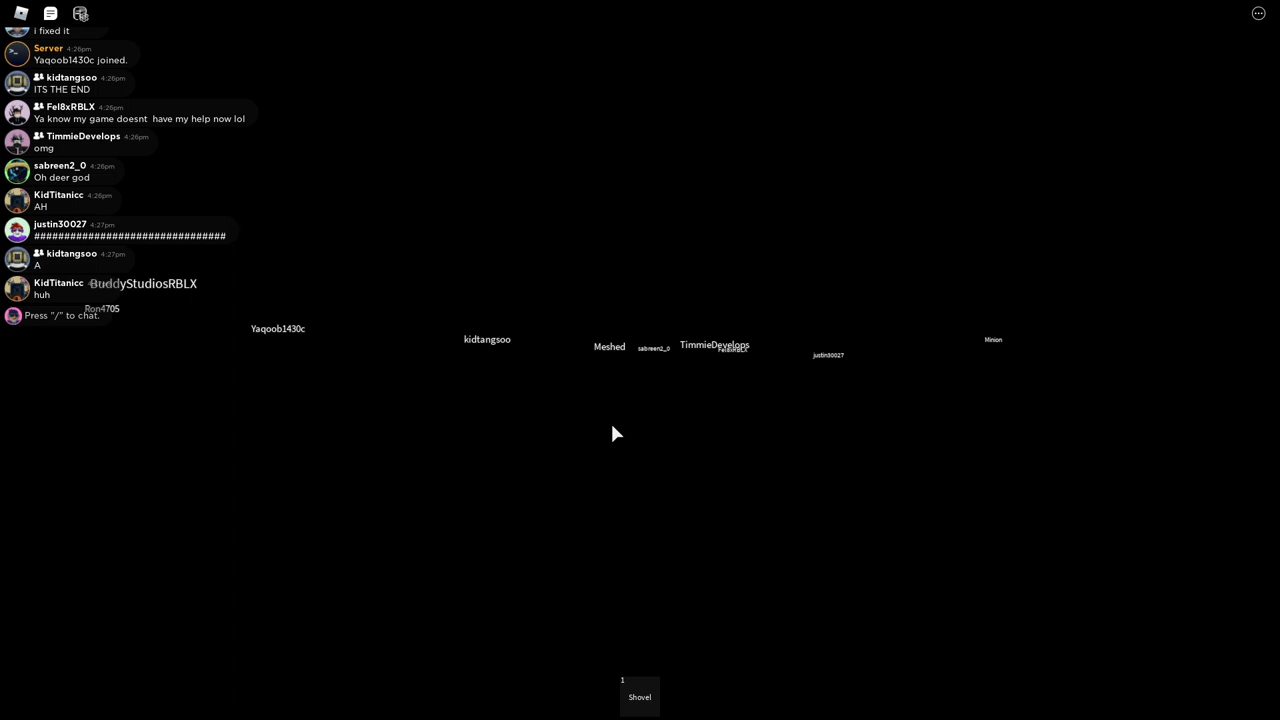 i fixed it
Server 4:26pm
Yaqoob1430c joined.
kidtangsoo 4:26pm
ITS THE END
Fel8xRBLX 4:26pm
Ya know my game doesnt have my help now lol
TimmieDevelops 4:26pm
omg
sabreen2_0 4:26pm
Oh deer god
KidTitanicc 4:26pm
AH
justin30027 4:27pm
################################
kidtangsoo 4:27pm
A
KidTitanicc
BuddyStudiosRBLX
huh
Ron4705
Press "/" to chat.
Yaqoob1430c
kidtangsoo
Meshed
sabreen2_0
TimmieDevelops
Fel8xRBLX
justin30027
Minion
1
Shovel